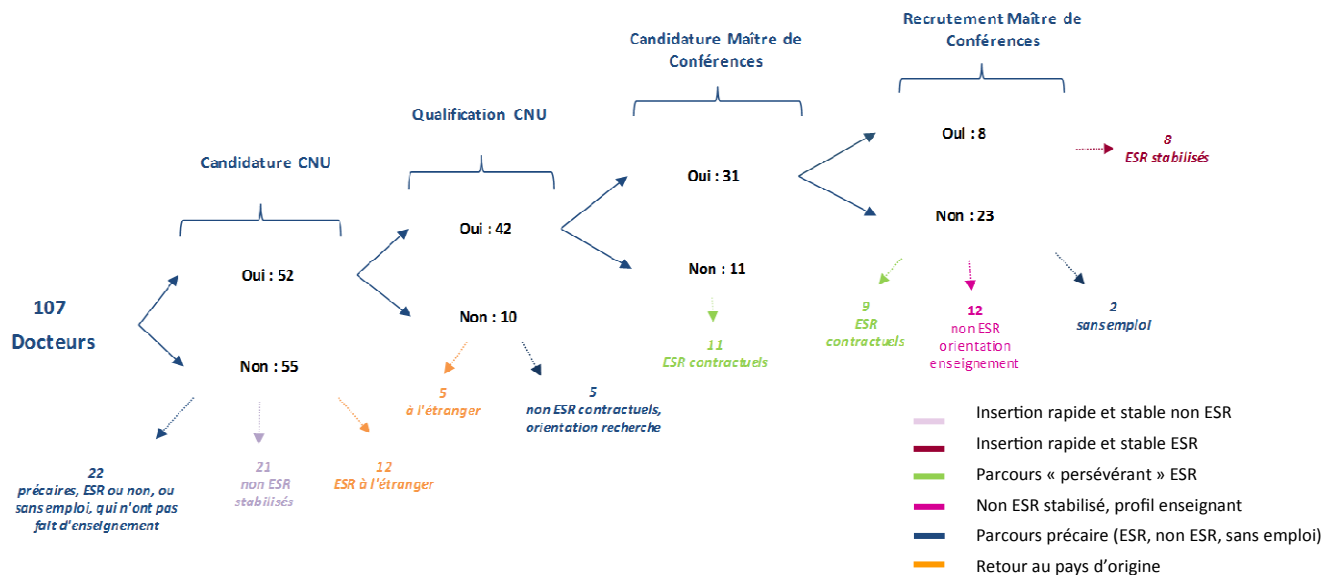 Recrutement Maître de
Conférences
Candidature Maître de
Conférences
Qualification CNU
Candidature CNU
Oui : 8
8
ESR stabilisés
Oui : 31
Non : 23
Oui : 42
Non : 11
Oui : 52
107
Docteurs
Non : 10
Non : 55
9
ESR
contractuels
12
non ESR
orientation
enseignement
2
sans emploi
11
ESR contractuels
5
à l'étranger
5
non ESR contractuels,
orientation recherche
22
précaires, ESR ou non, ou
sans emploi, qui n'ont pas
fait d'enseignement
21
non ESR
stabilisés
12
ESR à l'étranger
Insertion rapide et stable non ESR
Insertion rapide et stable ESR
Parcours « persévérant » ESR
Non ESR stabilisé, profil enseignant
Parcours précaire (ESR, non ESR, sans emploi)
Retour au pays d’origine